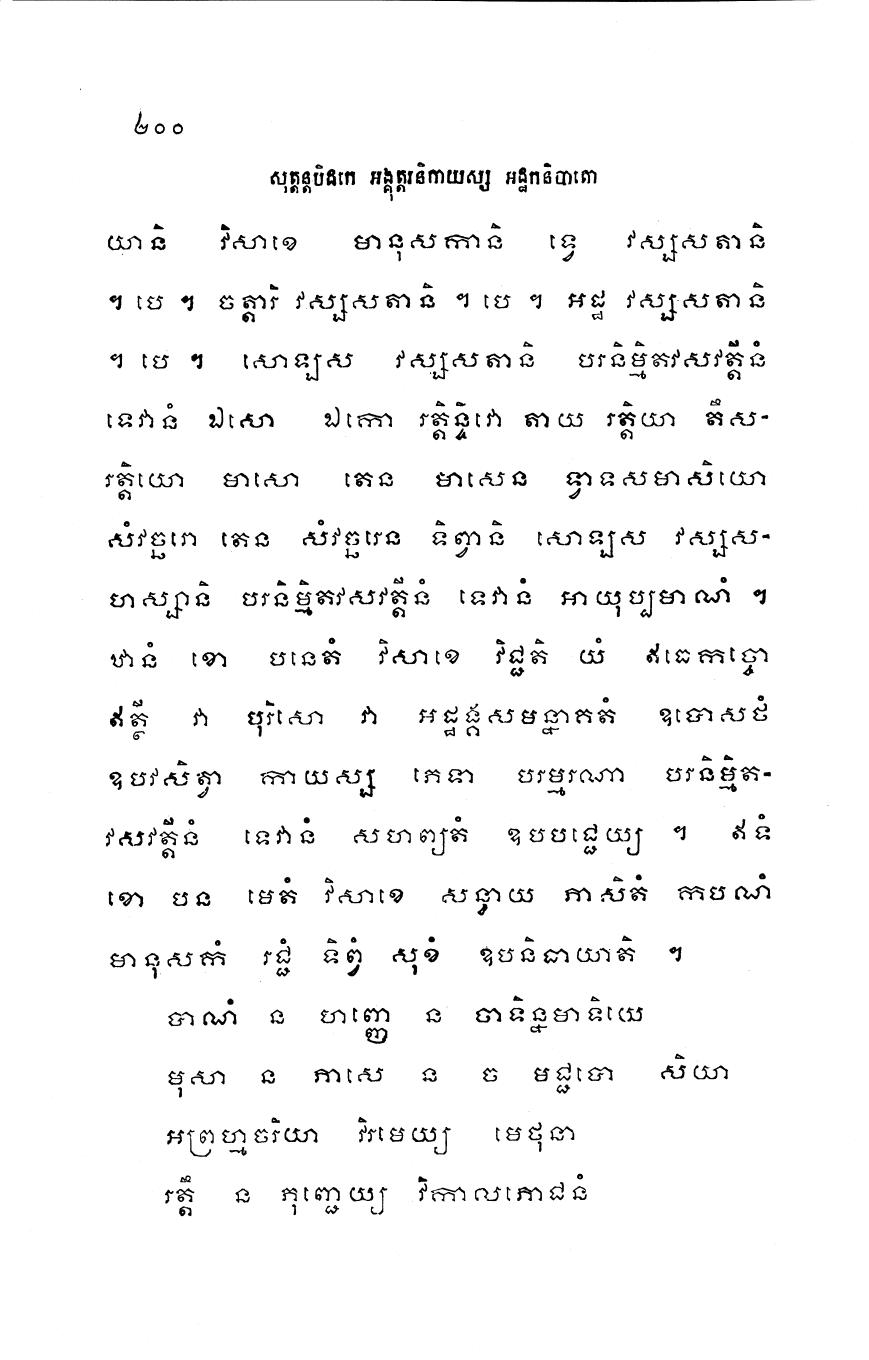 ២០០
សុត្តន្តបិដកេ អង្គុត្តរនិកាយស្ស អដ្ឋកនិបាតោ
យានិ វិសាខេ មានុសកានិ ទ្វេ វស្សសតានិ
។ បេ ។ ចត្តារិ វស្សសតានិ ។ បេ ។ អដ្ឋ វស្សសតានិ
។ បេ ។ សោឡស វស្សសតានិ បរនិម្មិតវសវត្តីនំ
ទេវានំ ឯសោ ឯកោ រត្តិន្ទិវោ តាយ រត្តិយា តឹស-
រត្តិយោ មាសោ តេន មាសេន ទ្វាទសមាសិយោ
សំវច្ឆរោ តេន សំវច្ឆរេន ទិព្វានិ សោឡស វស្សស-
ហស្សានិ បរនិម្មិតវសវត្តីនំ ទេវានំ អាយុប្បមាណំ ។
ឋានំ ខោ បនេតំ វិសាខេ វិជ្ជតិ យំ ឥធេកច្ចោ
ឥត្ថី វា បុរិសោ វា អដ្ឋង្គសមន្នាគតំ ឧបោសថំ
ឧបវសិត្វា កាយស្ស ភេទា បរម្មរណា បរនិម្មិត-
វសវត្តីនំ ទេវានំ សហព្យតំ ឧបបជ្ជេយ្យ ។ ឥទំ
ខោ បន មេតំ វិសាខេ សន្ធាយ ភាសិតំ កបណំ
មានុសកំ រជ្ជំ ទិព្វំ សុខំ ឧបនិធាយាតិ ។
បាណំ ន ហញ្ញេ ន ចាទិន្នមាទិយេ
មុសា ន ភាសេ ន ច មជ្ជបោ សិយា
អព្រហ្មចរិយា វិរមេយ្យ មេថុនា
រត្តឹ ន ភុញ្ជេយ្យ វិកាលភោជនំ